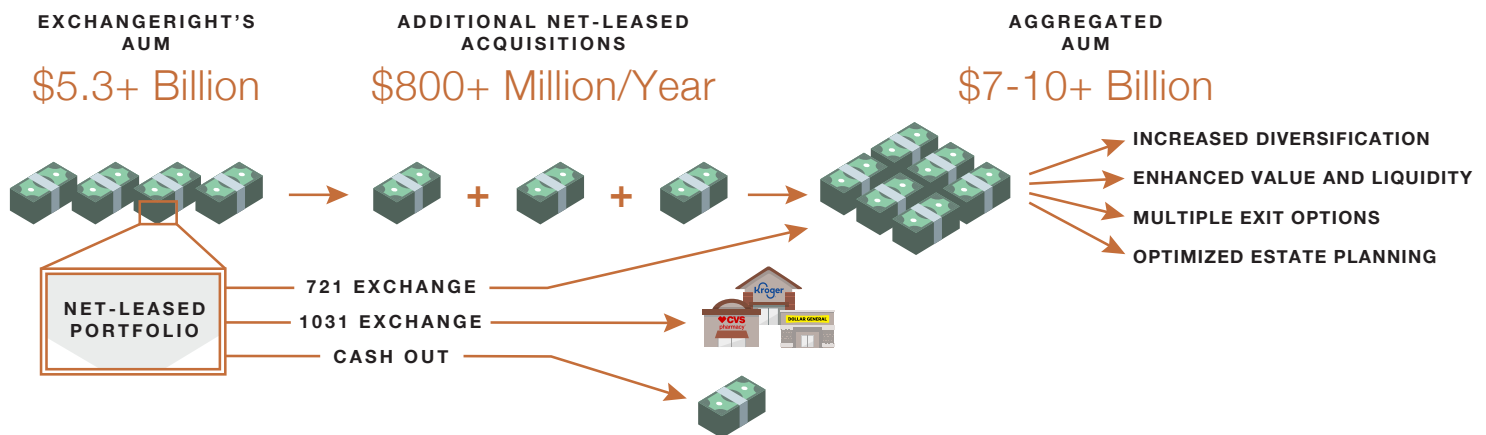 EXCHANGERIGHT'S
AUM
$5.3+ Billion
ADDITIONAL NET-LEASED
ACQUISITIONS
$800+ Million/Year
AGGREGATED
AUM
$7-10+ Billion
INCREASED DIVERSIFICATION
ENHANCED VALUE AND LIQUIDITY
MULTIPLE EXIT OPTIONS
OPTIMIZED ESTATE PLANNING
NET-LEASED
PORTFOLIO
721 EXCHANGE
1031 EXCHANGE
CASH OUT
+
+
Kroger
CVS
pharmacy
DOLLAR GENERAL